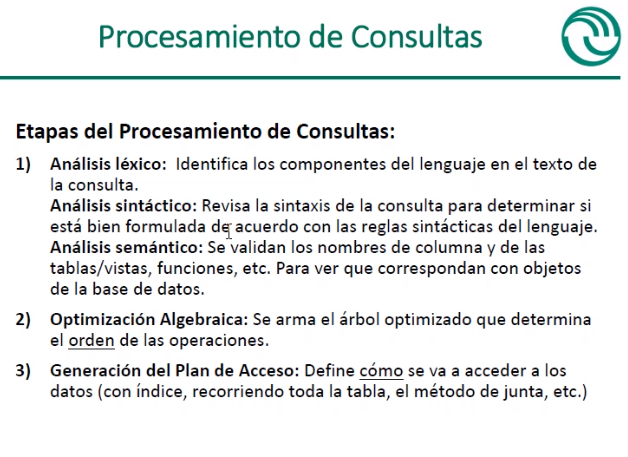 Procesamiento de Consultas
Etapas del Procesamiento de Consultas:
1) Análisis léxico: Identifica los componentes del lenguaje en el texto de
la consulta.
Análisis sintáctico: Revisa la sintaxis de la consulta para determinar si
está bien formulada de acuerdo con las reglas sintácticas del lenguaje.
Análisis semántico: Se validan los nombres de columna y de las
tablas/vistas, funciones, etc. Para ver que correspondan con objetos
de la base de datos.
2) Optimización Algebraica: Se arma el árbol optimizado que determina
el orden de las operaciones.
3) Generación del Plan de Acceso: Define cómo se va a acceder a los
datos (con índice, recorriendo toda la tabla, el método de junta, etc.)